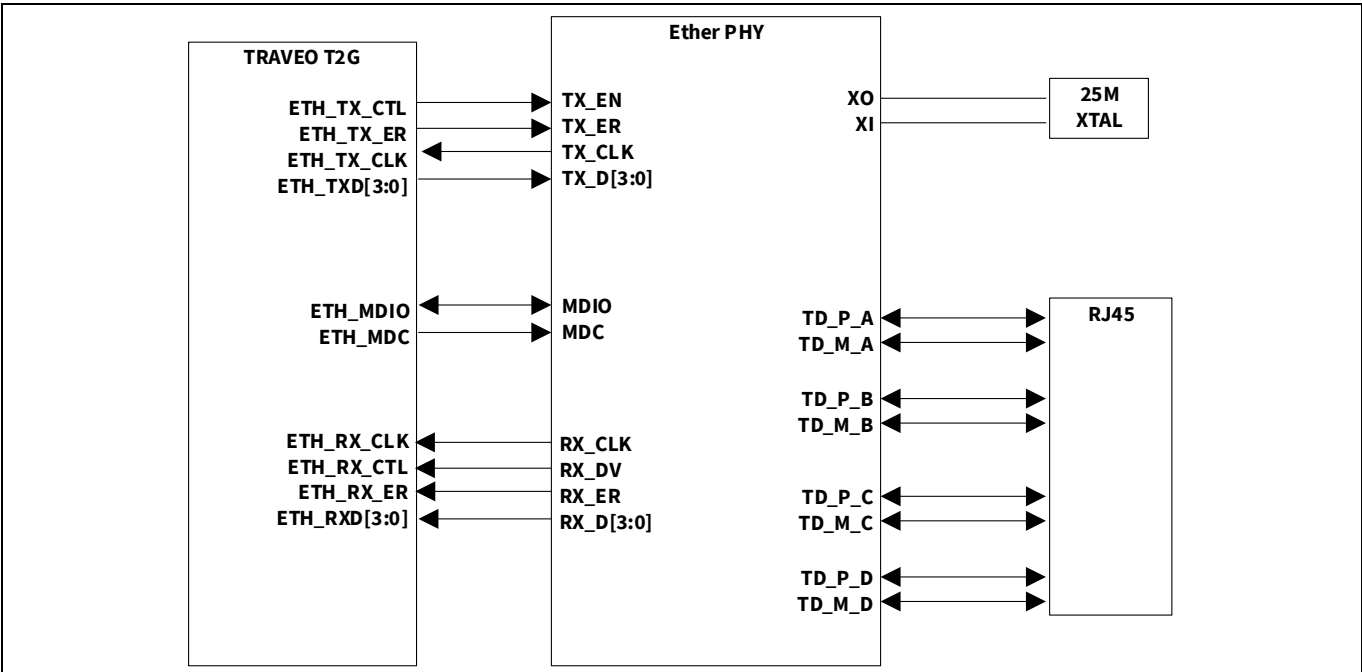 TRAVEO T2G
ETH_TX_CTL
ETH_TX_ER
ETH_TX_CLK
ETH_TXD[3:0]
ETH_MDIO
ETH_MDC
ETH_RX_CLK
ETH_RX_CTL
ETH_RX_ER
ETH_RXD[3:0]
Ether PHY
TX_EN
TX_ER
TX_CLK
TX_D[3:0]
MDIO
MDC
RX_CLK
RX_DV
RX_ER
RX_D[3:0]
XO
XI
TD_P_A
TD_M_A
TD_P_B
TD_M_B
TD_P_C
TD_M_C
TD_P_D
TD_M_D
25M
XTAL
RJ45